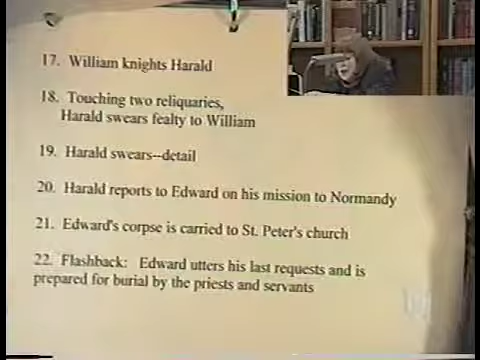 17. William knights Harald
18. Touching two reliquaries,
Harald swears fealty to William
19. Harald swears--detail
20. Harald reports to Edward on his mission to Normandy
21. Edward's corpse is carried to St. Peter's church
22. Flashback: Edward utters his last requests and is
prepared for burial by the priests and servants